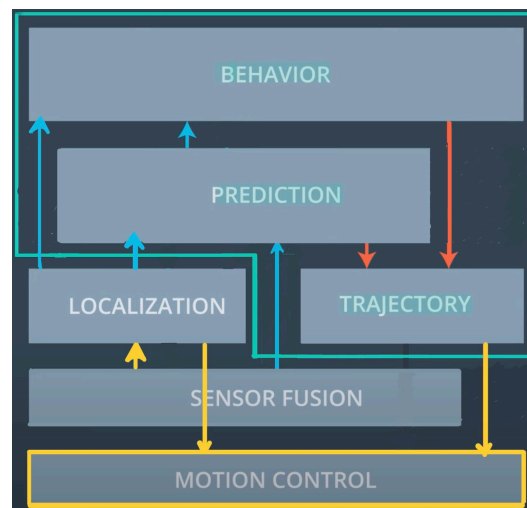 BEHAVIOR
PREDICTION
LOCALIZATION
TRAJECTORY
SENSOR FUSION
MOTION CONTROL